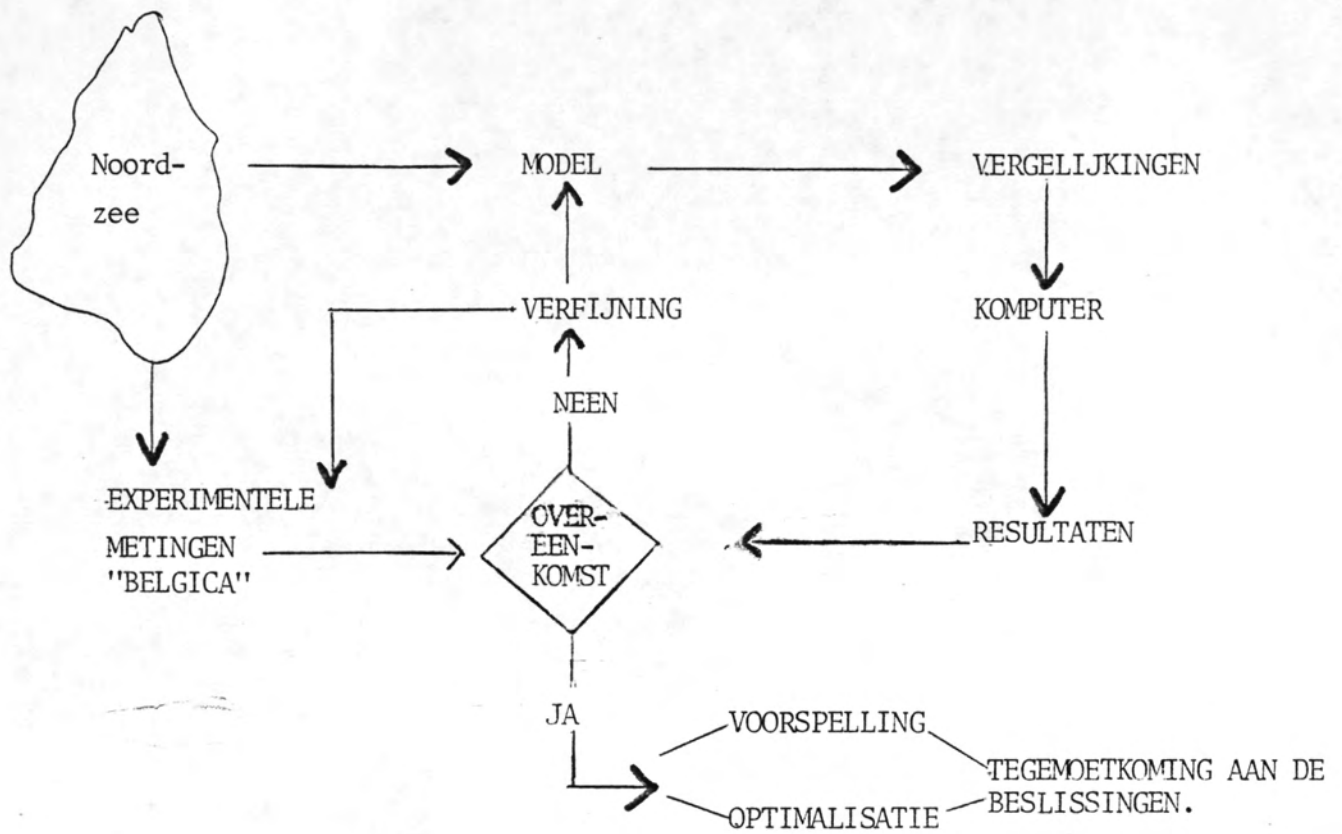 Noord-
zee
MODEL
VERGELIJKINGEN
VERFIJNING
KOMPUTER
NEEN
EXPERIMENTELE
METINGEN
"BELGICA"
OVER-
EEN-
KOMST
RESULTATEN
JA
VOORSPELLING
OPTIMALISATIE
TEGEMOETKOMING AAN DE
BESLISSINGEN.